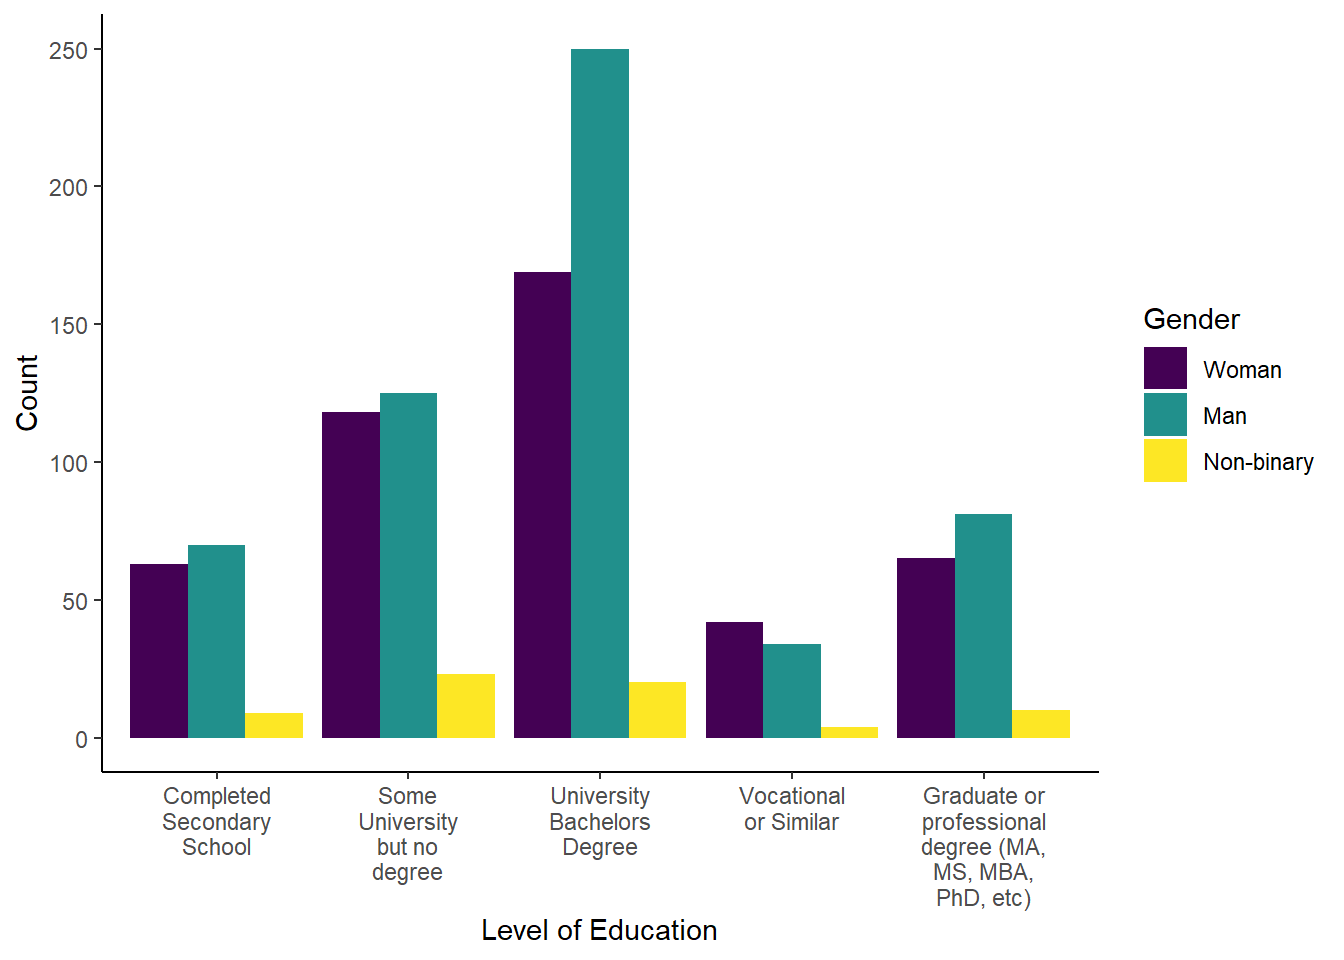 250
200
150
100
50
0
Count
Completed
Secondary
School
Some
University
but no
degree
University
Bachelors
Degree
Vocational
or Similar
Graduate or
professional
degree (MA,
MS, MBA,
PhD, etc)
Level of Education
Gender
Woman
Man
Non-binary